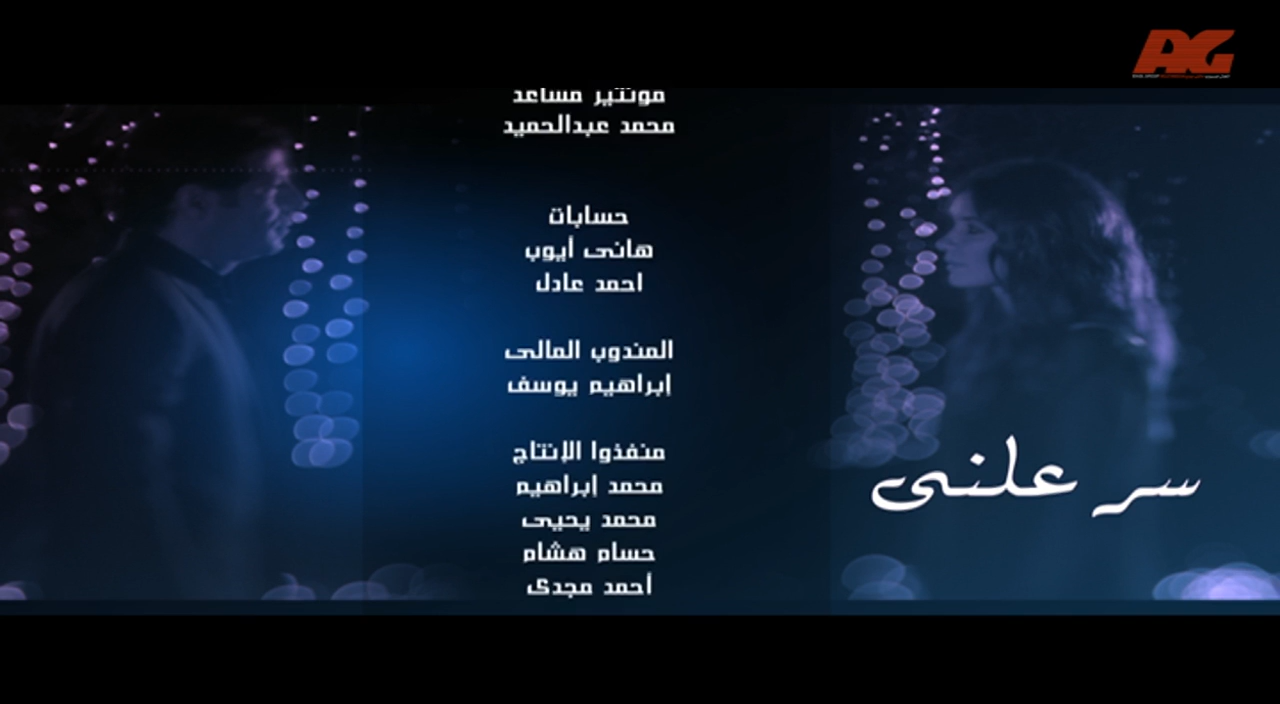 AG
مونتير مساعد
محمد عبدالحميد
حسابات
هانى أيوب
احمد عادل
المندوب المالى
إبراهيم يوسف
منفذوا الإنتاج
محمد إبراهيم
محمد يحيى
حسام هشام
أحمد مجدى
سر علنى